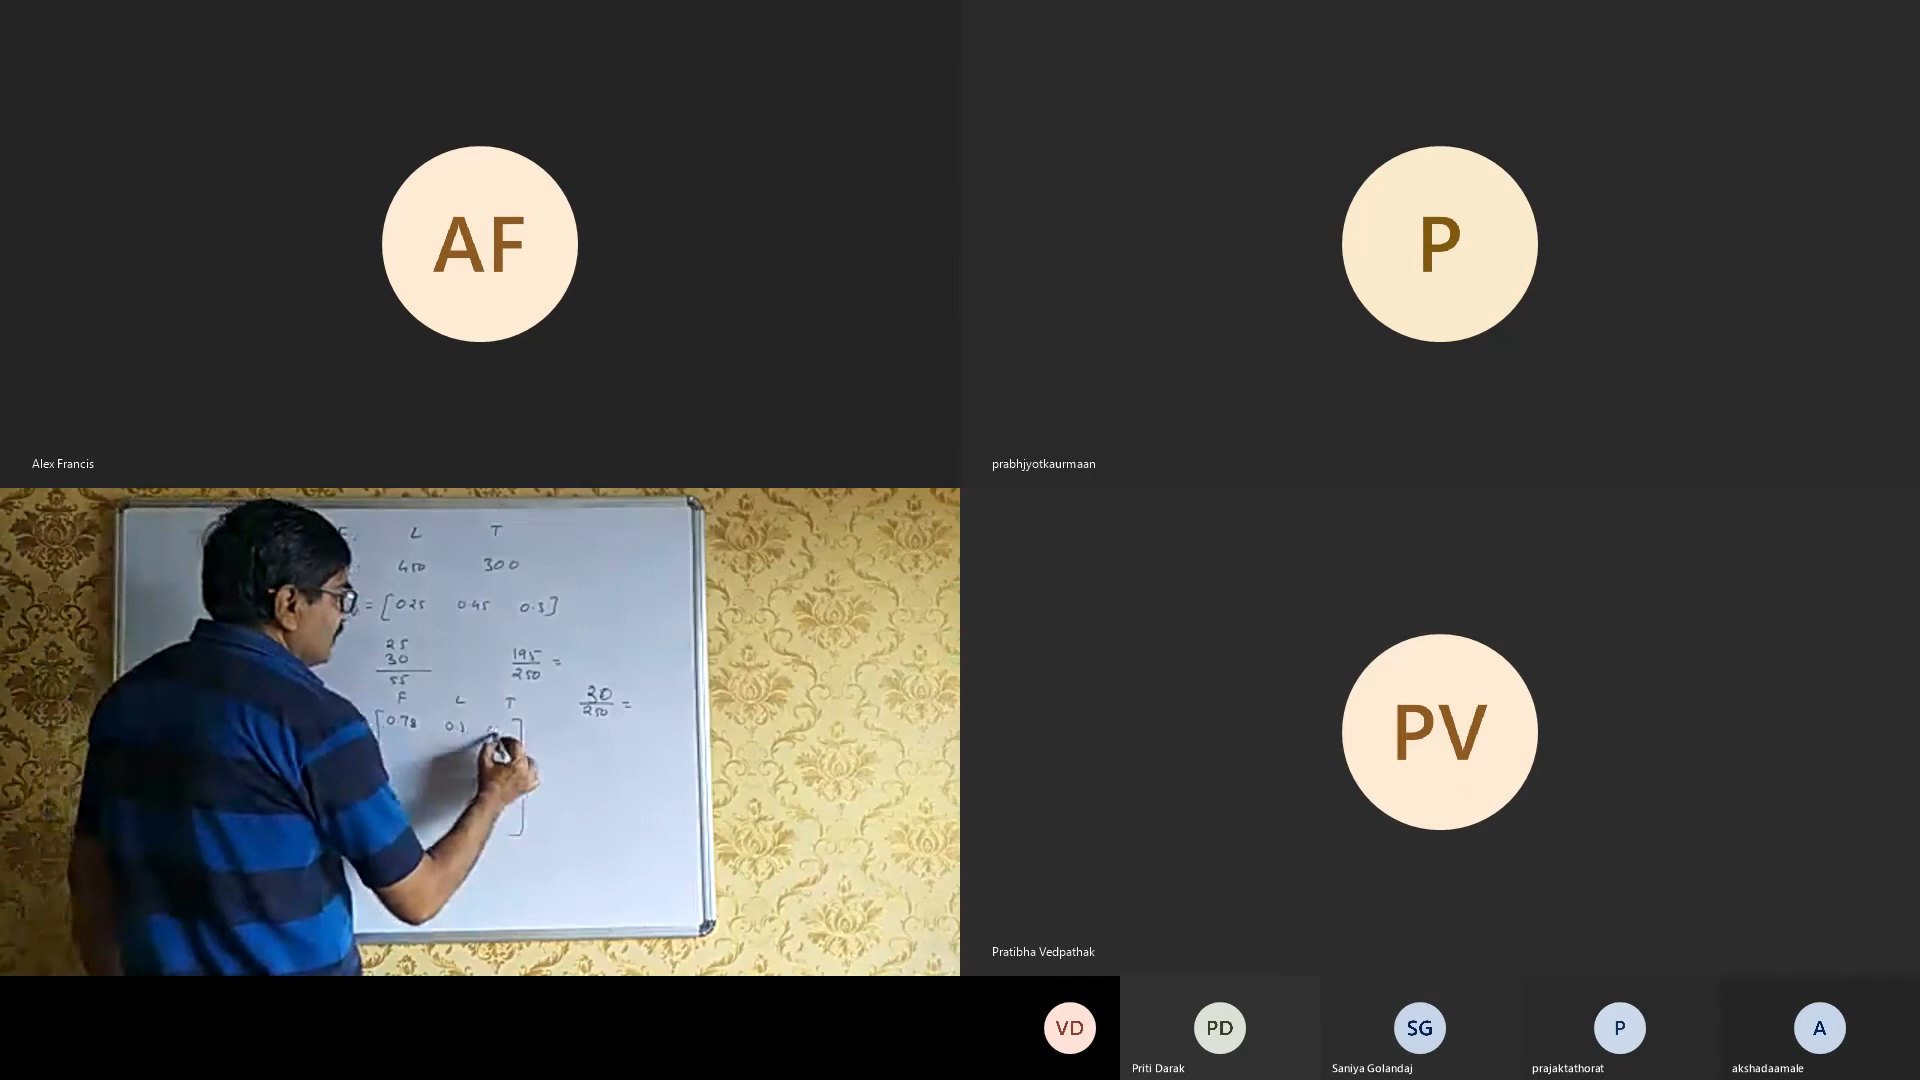 AF
P
Alex Francis
prabhjyotkaurmaan
L T
450 300
= [0.25 0.45 0.3]
25
30
55
195
250 =
F L T
[0.78 0.1 ]
30
250 =
PV
Pratibha Vedpathak
VD
PD
SG
P
A
Priti Darak
Saniya Golandaj
prajaktathorat
akshadaamale